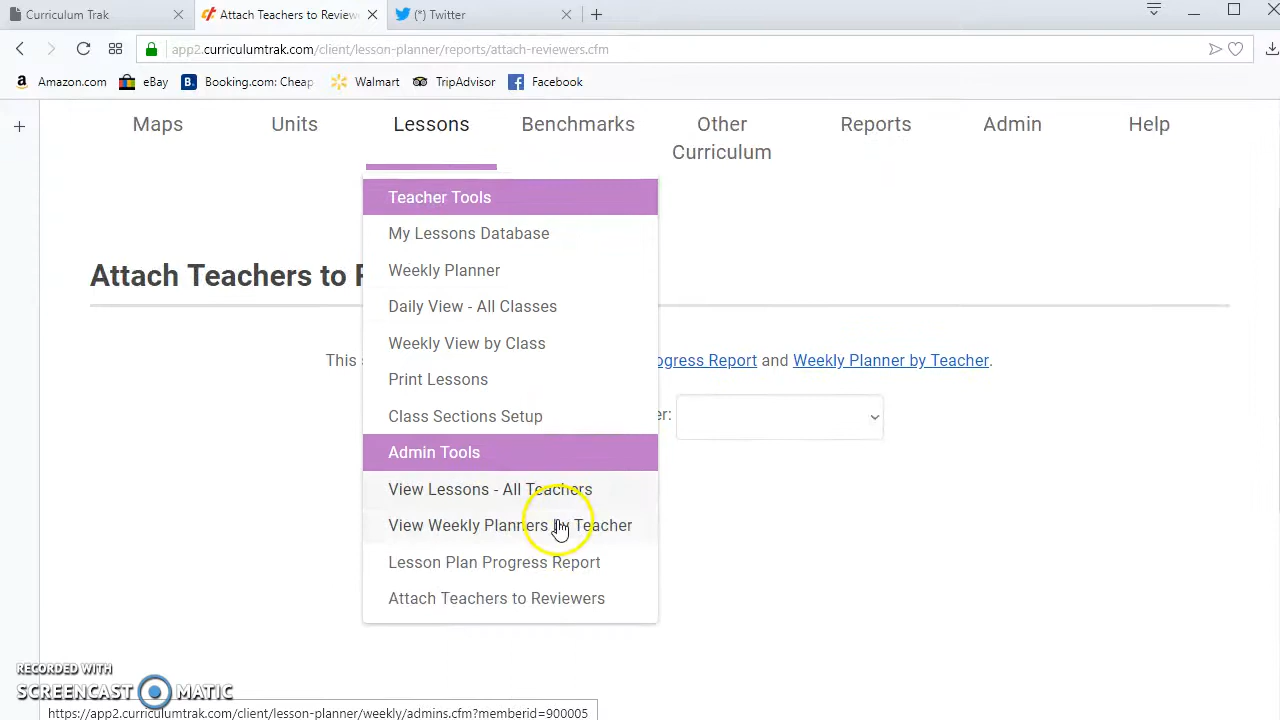 Curriculum Trak
Attach Teachers to Review
(*) Twitter
app2.curriculumtrak.com/client/lesson-planner/reports/attach-reviewers.cfm
Amazon.com
eBay
Booking.com: Cheap
Walmart
TripAdvisor
Facebook
Maps
Units
Lessons
Benchmarks
Other
Curriculum
Reports
Admin
Help
Teacher Tools
My Lessons Database
Weekly Planner
Attach Teachers to R
Daily View - All Classes
Weekly View by Class
This s
ogress Report and Weekly Planner by Teacher.
Print Lessons
Class Sections Setup
er:
Admin Tools
View Lessons - All Teachers
View Weekly Planners by Teacher
Lesson Plan Progress Report
Attach Teachers to Reviewers
RECORDED WITH
SCREENCAST MATIC
https://app2.curriculumtrak.com/client/lesson-planner/weekly/admins.cfm?memberid=900005